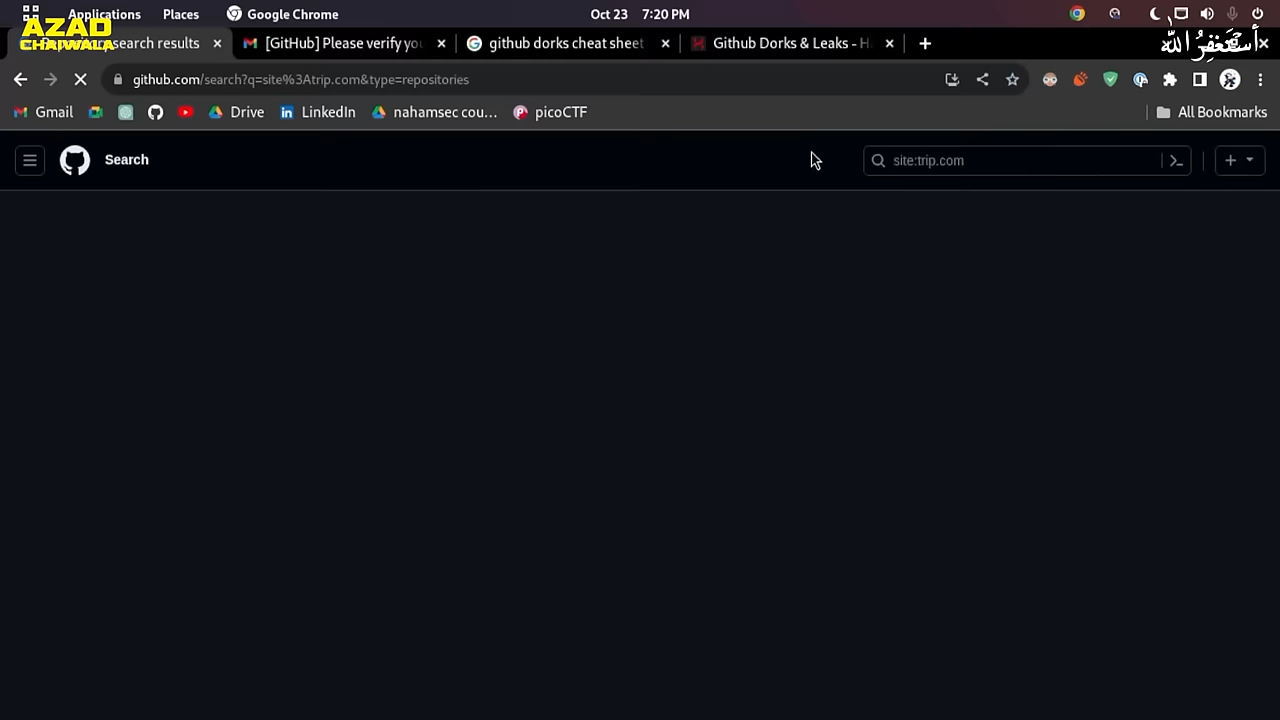 Applications Places Google Chrome Oct 23 7:20 PM
AZAD
CHAIWALA
search results [GitHub] Please verify yo github dorks cheat sheet Github Dorks & Leaks - H
أستغفر الله
github.com/search?q=site%3Atrip.com&type=repositories
Gmail Drive LinkedIn nahamsec cou... picoCTF All Bookmarks
Search site:trip.com